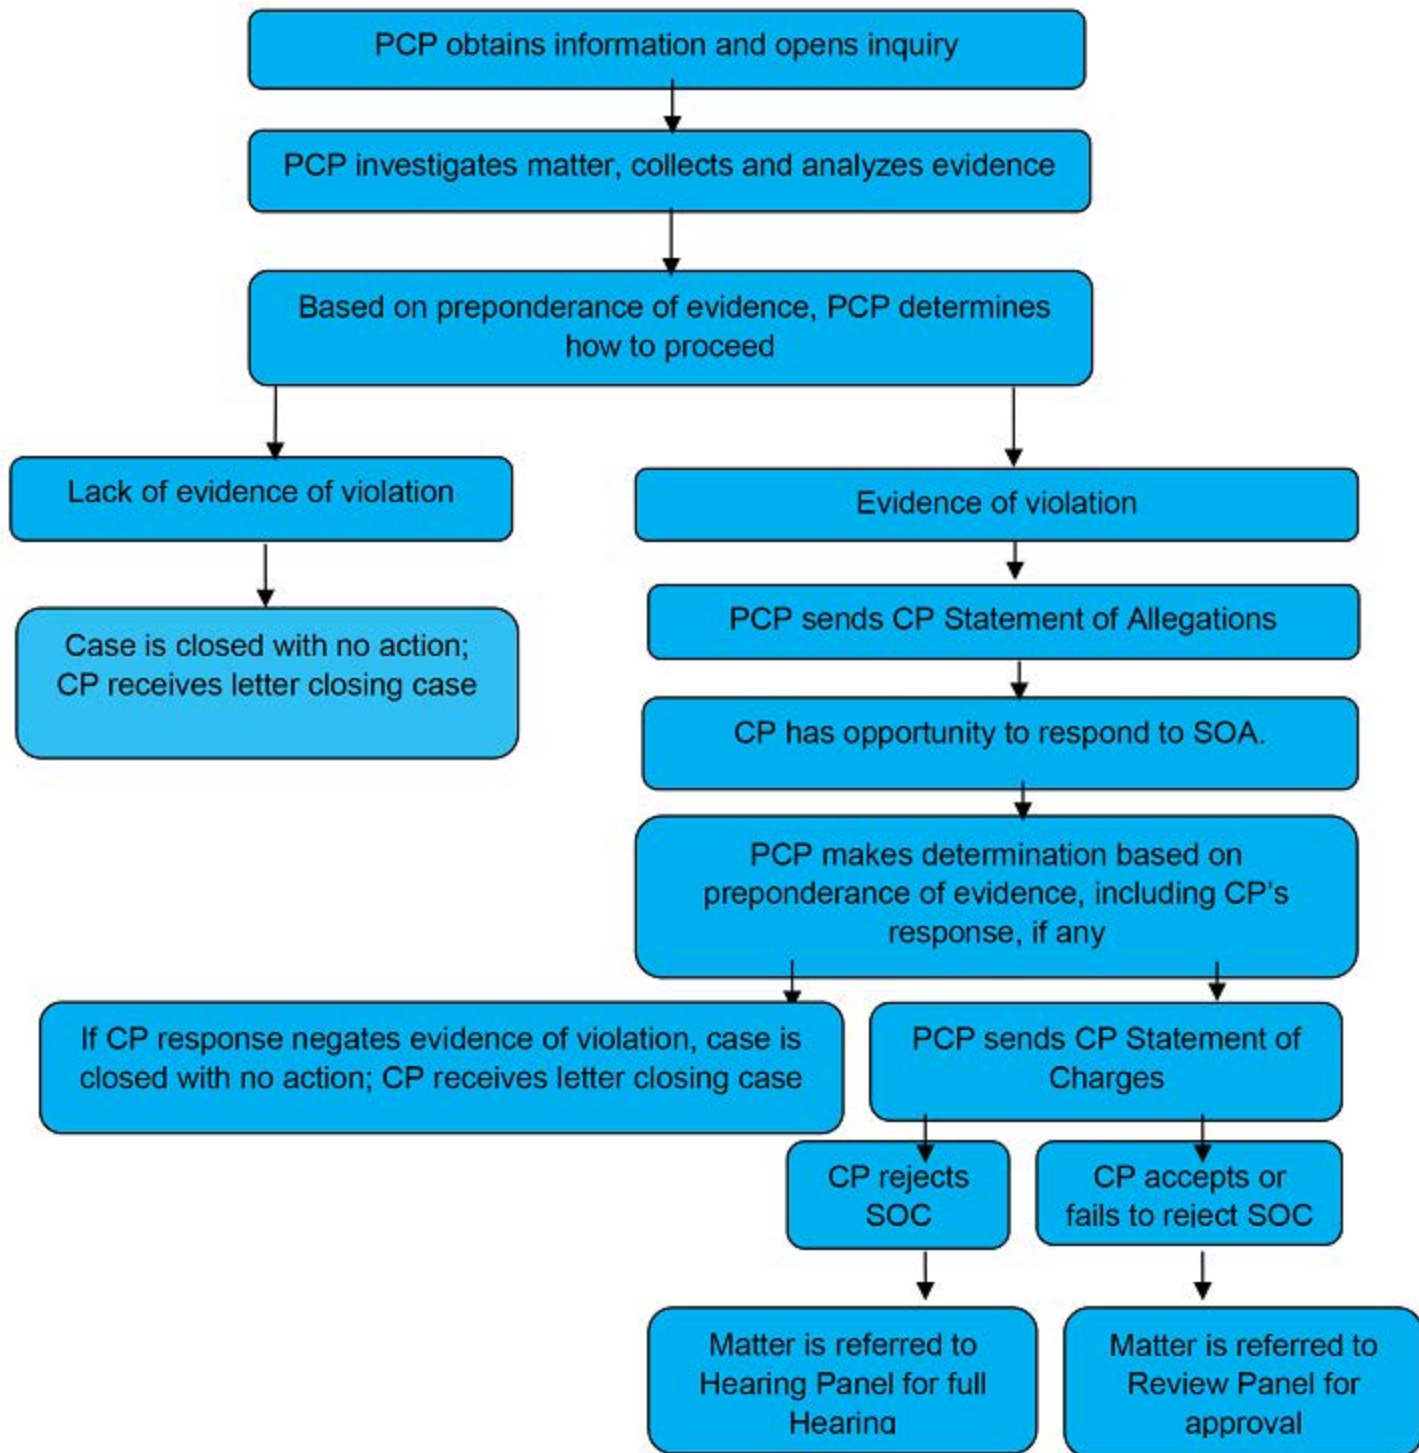 PCP obtains information and opens inquiry
PCP investigates matter, collects and analyzes evidence
Based on preponderance of evidence, PCP determines
how to proceed
Lack of evidence of violation
Evidence of violation
Case is closed with no action;
CP receives letter closing case
PCP sends CP Statement of Allegations
CP has opportunity to respond to SOA.
PCP makes determination based on
preponderance of evidence, including CP's
response, if any
If CP response negates evidence of violation, case is
closed with no action; CP receives letter closing case
PCP sends CP Statement of
Charges
CP rejects
SOC
CP accepts or
fails to reject SOC
Matter is referred to
Hearing Panel for full
Hearing
Matter is referred to
Review Panel for
approval